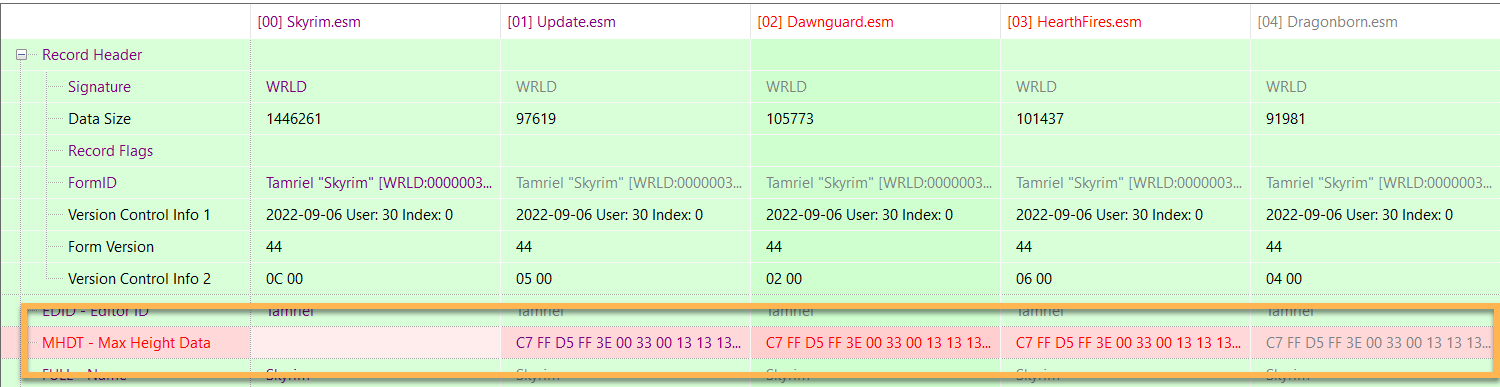 [00] Skyrim.esm [01] Update.esm [02] Dawnguard.esm [03] HearthFires.esm [04] Dragonborn.esm
Record Header
Signature WRLD WRLD WRLD WRLD WRLD
Data Size 1446261 97619 105773 101437 91981
Record Flags
FormID Tamriel "Skyrim" [WRLD:0000003... Tamriel "Skyrim" [WRLD:0000003... Tamriel "Skyrim" [WRLD:0000003... Tamriel "Skyrim" [WRLD:0000003... Tamriel "Skyrim" [WRLD:0000003...
Version Control Info 1 2022-09-06 User: 30 Index: 0 2022-09-06 User: 30 Index: 0 2022-09-06 User: 30 Index: 0 2022-09-06 User: 30 Index: 0 2022-09-06 User: 30 Index: 0
Form Version 44 44 44 44 44
Version Control Info 2 0C 00 05 00 02 00 06 00 04 00
EDID - Editor ID Tamriel Tamriel Tamriel Tamriel Tamriel
MHDT - Max Height Data C7 FF D5 FF 3E 00 33 00 13 13 13... C7 FF D5 FF 3E 00 33 00 13 13 13... C7 FF D5 FF 3E 00 33 00 13 13 13... C7 FF D5 FF 3E 00 33 00 13 13 13...
FULL - Name Skyrim Skyrim Skyrim Skyrim Skyrim